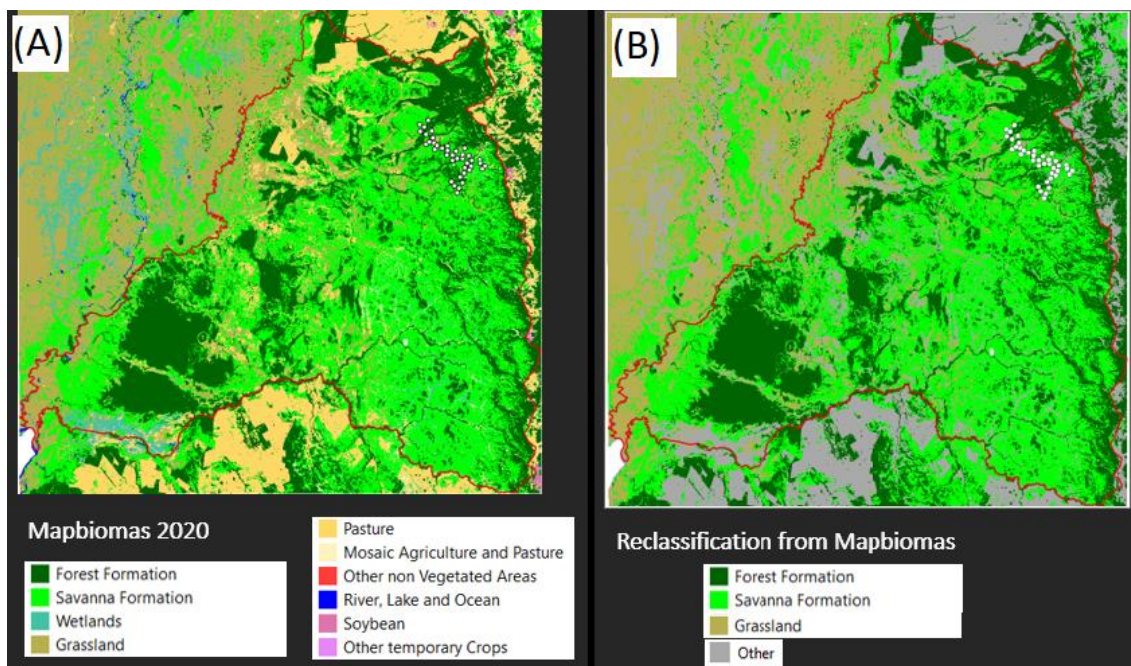 (A)
Mapbiomas 2020
Forest Formation
Savanna Formation
Wetlands
Grassland
Pasture
Mosaic Agriculture and Pasture
Other non Vegetated Areas
River, Lake and Ocean
Soybean
Other temporary Crops
(B)
Reclassification from Mapbiomas
Forest Formation
Savanna Formation
Grassland
Other